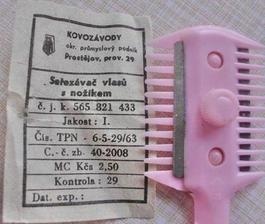 KOVOZÁVODY
okr. průmyslový podnik
Prostějov, prov. 29
Seřezávač vlasů
s nožíkem
č. j. k. 565 821 433
Jakost: I.
Čís. TPN - 6-5-29/63
C. - č. zb. 40-2008
MC Kčs 2,50
Kontrola: 29
Dat. exp.: